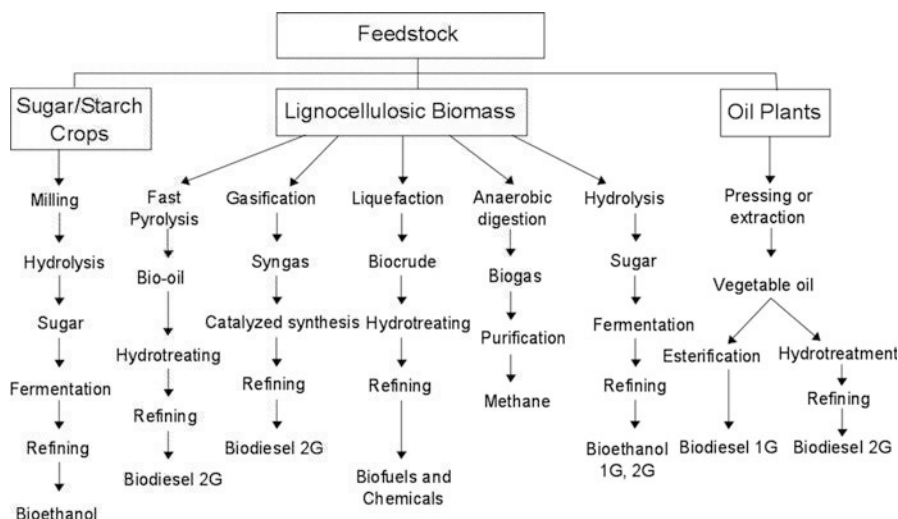 Feedstock
Sugar/Starch
Crops
Lignocellulosic Biomass
Oil Plants
Milling
Hydrolysis
Sugar
Fermentation
Refining
Bioethanol
Fast
Pyrolysis
Bio-oil
Hydrotreating
Refining
Biodiesel 2G
Gasification
Syngas
Catalyzed synthesis
Refining
Biodiesel 2G
Liquefaction
Biocrude
Hydrotreating
Refining
Biofuels and
Chemicals
Anaerobic
digestion
Biogas
Purification
Methane
Hydrolysis
Sugar
Fermentation
Refining
Bioethanol
1G, 2G
Pressing or
extraction
Vegetable oil
Esterification
Biodiesel 1G
Hydrotreatment
Refining
Biodiesel 2G